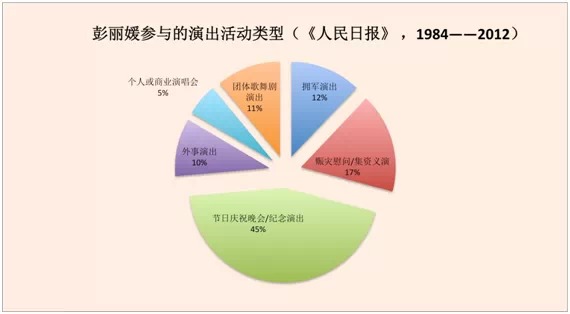 彭丽媛参与的演出活动类型（《人民日报》，1984——2012）
个人或商业演唱会
5%
团体歌舞剧
演出
11%
拥军演出
12%
外事演出
10%
赈灾慰问/集资义演
17%
节日庆祝晚会/纪念演出
45%